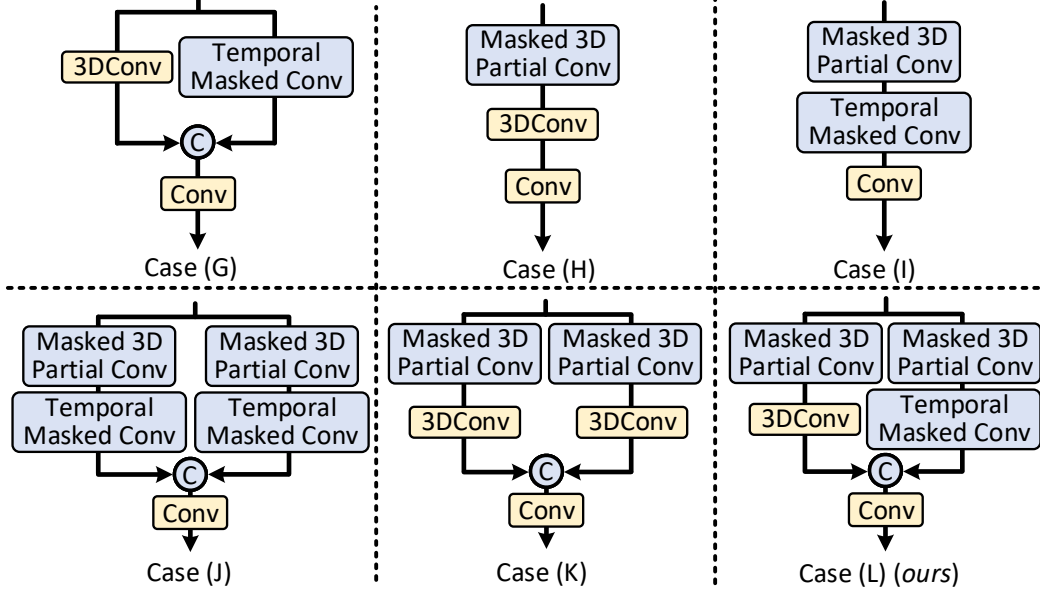 3DConv
Temporal
Masked Conv
C
Conv
Case (G)
Masked 3D
Partial Conv
3DConv
Conv
Case (H)
Masked 3D
Partial Conv
Temporal
Masked Conv
Conv
Case (I)
Masked 3D
Partial Conv
Temporal
Masked Conv
Masked 3D
Partial Conv
Temporal
Masked Conv
C
Conv
Case (J)
Masked 3D
Partial Conv
3DConv
Masked 3D
Partial Conv
3DConv
C
Conv
Case (K)
Masked 3D
Partial Conv
3DConv
Masked 3D
Partial Conv
Temporal
Masked Conv
C
Conv
Case (L) (ours)